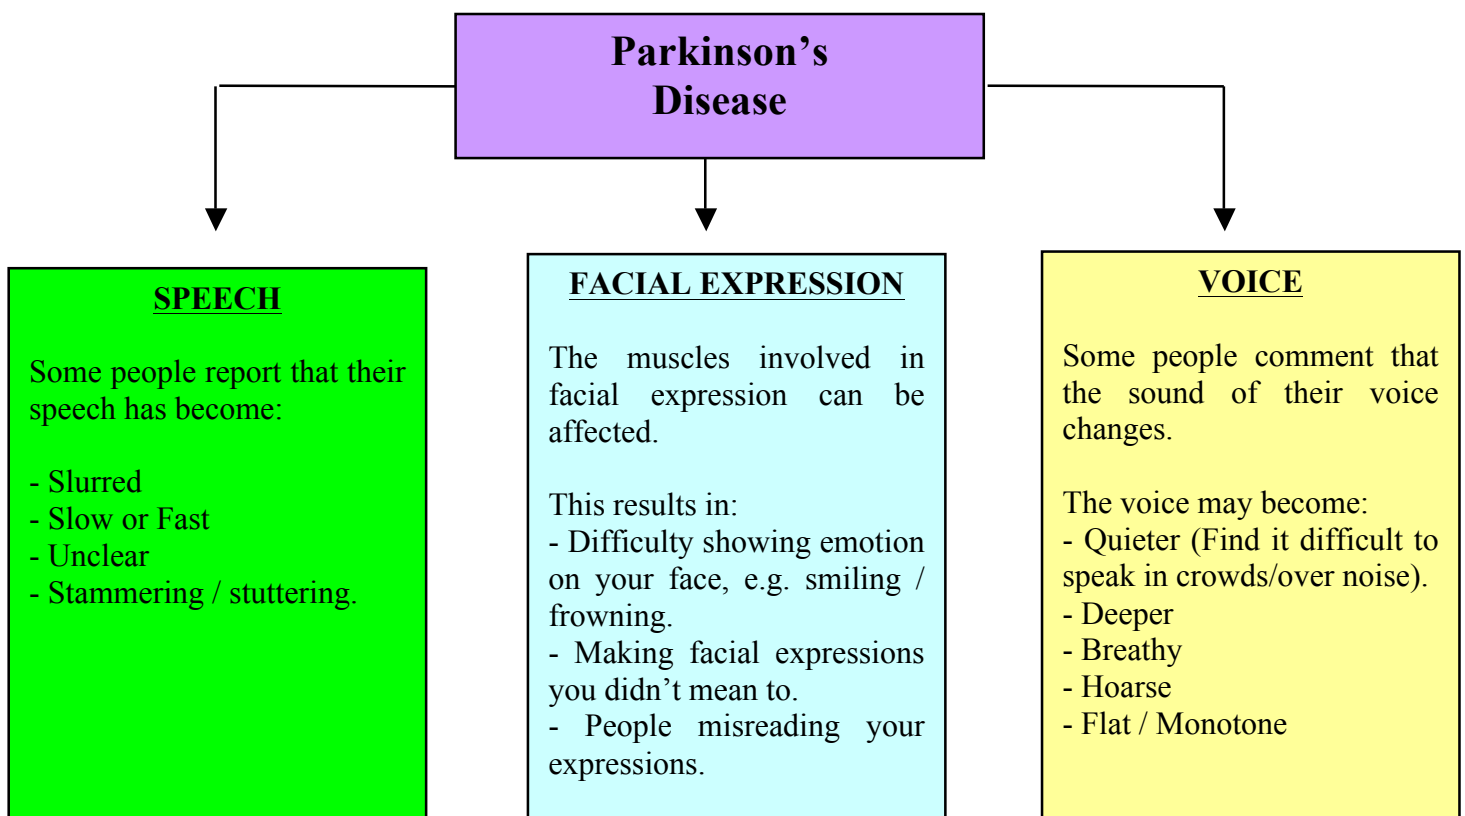 Parkinson’s
Disease
SPEECH
Some people report that their
speech has become:
- Slurred
- Slow or Fast
- Unclear
- Stammering / stuttering.
FACIAL EXPRESSION
The muscles involved in
facial expression can be
affected.
This results in:
- Difficulty showing emotion
on your face, e.g. smiling /
frowning.
- Making facial expressions
you didn’t mean to.
- People misreading your
expressions.
VOICE
Some people comment that
the sound of their voice
changes.
The voice may become:
- Quieter (Find it difficult to
speak in crowds/over noise).
- Deeper
- Breathy
- Hoarse
- Flat / Monotone